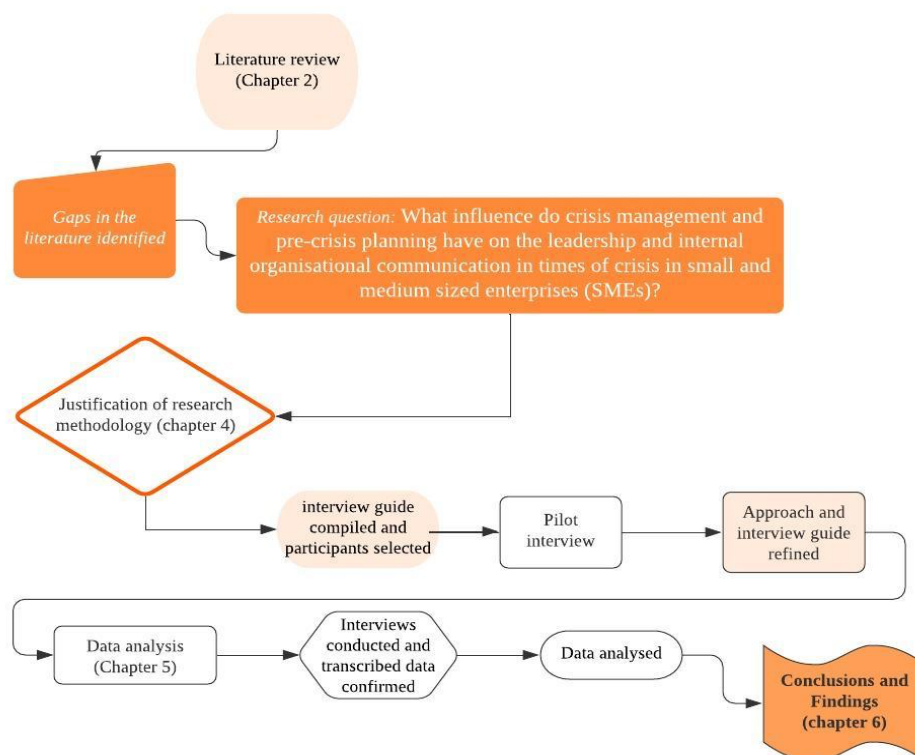 Literature review
(Chapter 2)
Gaps in the
literature identified
Research question: What influence do crisis management and
pre-crisis planning have on the leadership and internal
organisational communication in times of crisis in small and
medium sized enterprises (SMEs)?
Justification of research
methodology (chapter 4)
interview guide
compiled and
participants selected
Pilot
interview
Approach and
interview guide
refined
Data analysis
(Chapter 5)
Interviews
conducted and
transcribed data
confirmed
Data analysed
Conclusions and
Findings
(chapter 6)